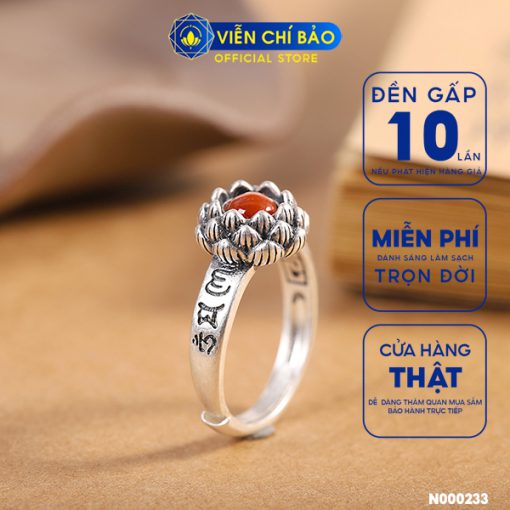 VIỄN CHÍ BẢO
OFFICIAL STORE
ĐỀN GẤP
10 LẦN
NẾU PHÁT HIỆN HÀNG GIẢ
MIỄN PHÍ
ĐÁNH SÁNG LÀM SẠCH
TRỌN ĐỜI
CỬA HÀNG
THẬT
DỄ DÀNG THĂM QUAN MUA SẮM
BẢO HÀNH TRỰC TIẾP
N000233